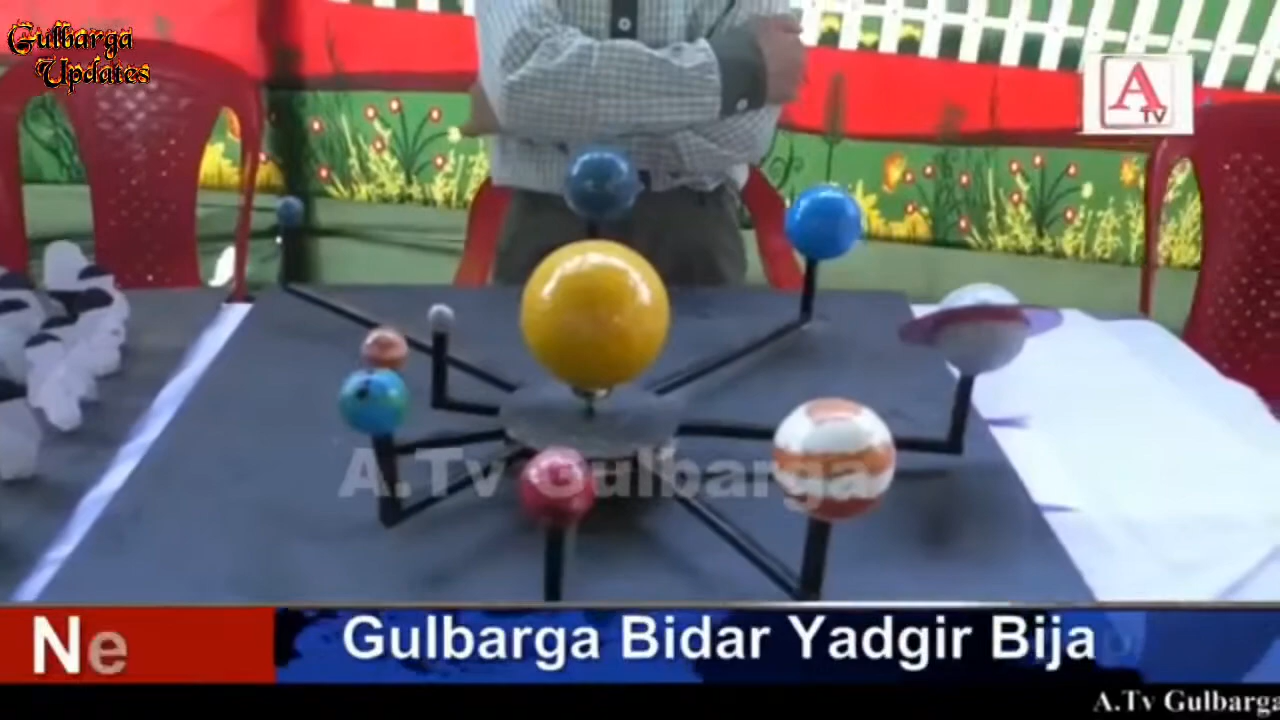 Gulbarga
Updates
A
TV
A.Tv Gulbarga
Ne
Gulbarga Bidar Yadgir Bija
A.Tv Gulbarga